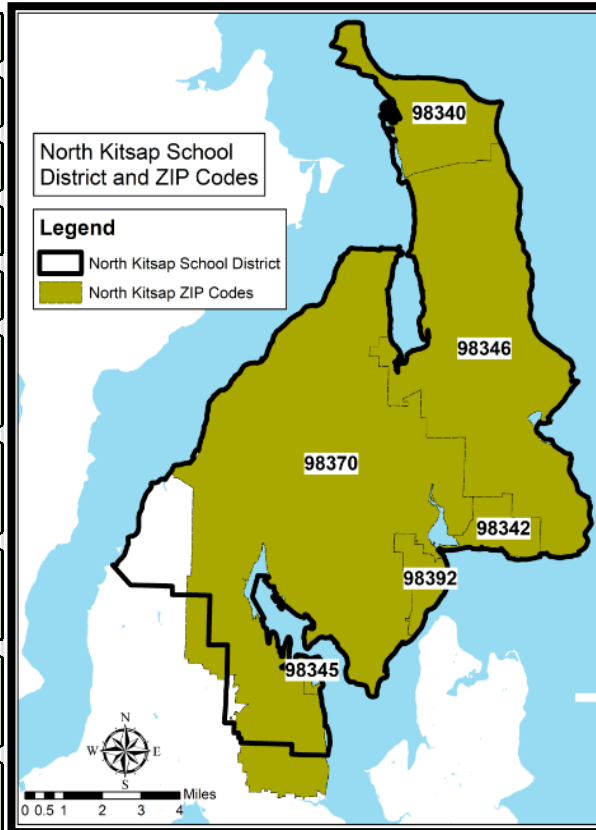 98340
North Kitsap School
District and ZIP Codes
Legend
North Kitsap School District
North Kitsap ZIP Codes
98346
98370
98342
98392
98345
N
W E
S
Miles
0 0.5 1 2 3 4